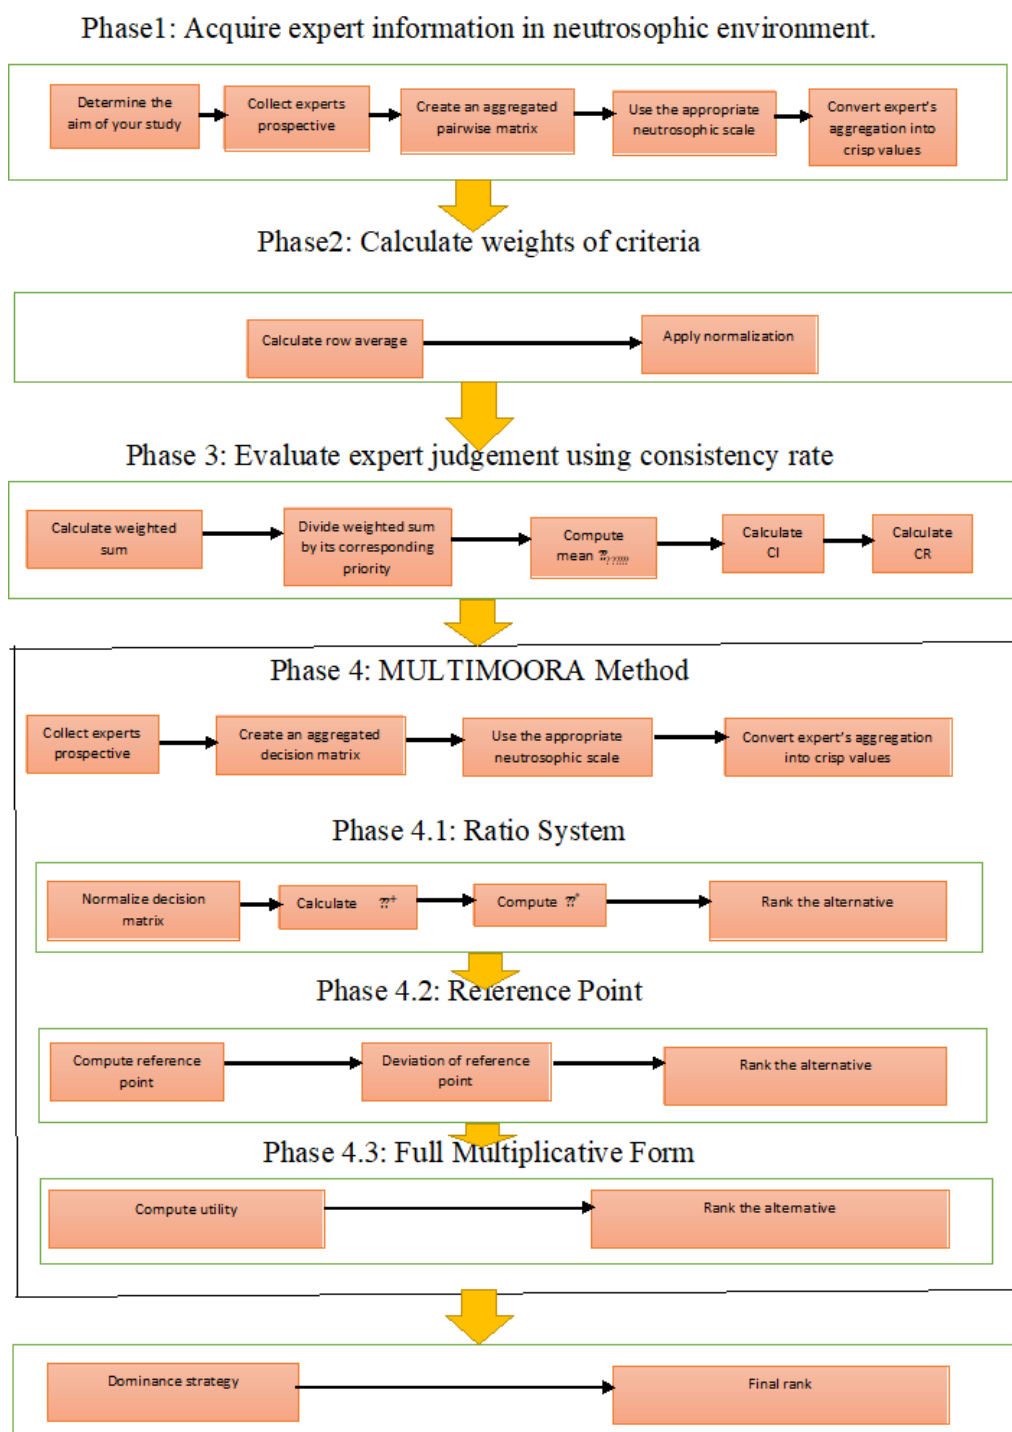 Phase1: Acquire expert information in neutrosophic environment.
Determine the
aim of your study
Collect experts
prospective
Create an aggregated
pairwise matrix
Use the appropriate
neutrosophic scale
Convert expert's
aggregation into
crisp values
Phase2: Calculate weights of criteria
Calculate row average
Apply normalization
Phase 3: Evaluate expert judgement using consistency rate
Calculate weighted
sum
Divide weighted sum
by its corresponding
priority
Compute
mean
Calculate
CI
Calculate
CR
Phase 4: MULTIMOORA Method
Collect experts
prospective
Create an aggregated
decision matrix
Use the appropriate
neutrosophic scale
Convert expert's aggregation
into crisp values
Phase 4.1: Ratio System
Normalize decision
matrix
Calculate ??⁺
Compute ??*
Rank the alternative
Phase 4.2: Reference Point
Compute reference
point
Deviation of reference
point
Rank the alternative
Phase 4.3: Full Multiplicative Form
Compute utility
Rank the alternative
Dominance strategy
Final rank